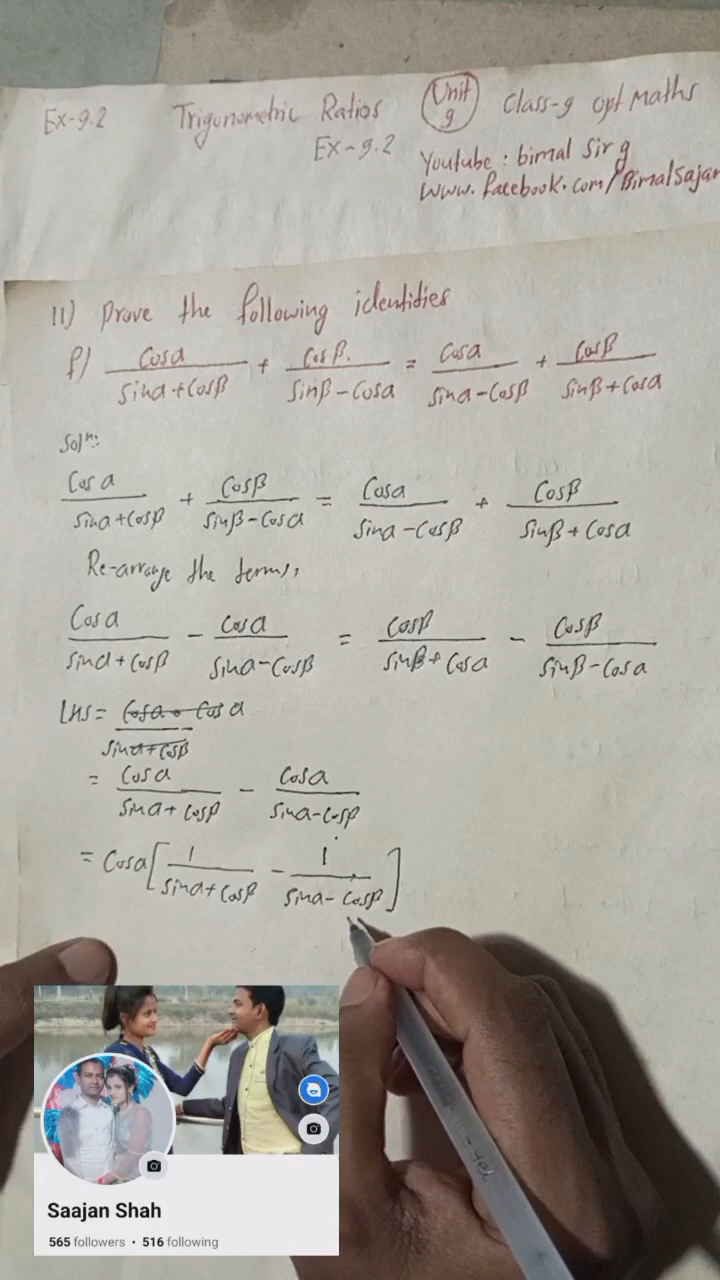 Ex-9.2 Trigonometric Ratios Unit 9 Class-9 Opt Maths
Ex-9.2
Youtube : bimal Sir g
www.facebook.com/Bimalsajan
11) Prove the following identities
f) Cosα/(Sinα+Cosβ) + Cosβ/(Sinβ-Cosα) = Cosα/(Sinα-Cosβ) + Cosβ/(Sinβ+Cosα)
Solⁿ:
Cosα/(Sinα+Cosβ) + Cosβ/(Sinβ-Cosα) = Cosα/(Sinα-Cosβ) + Cosβ/(Sinβ+Cosα)
Re-arrange the terms,
Cosα/(Sinα+Cosβ) - Cosα/(Sinα-Cosβ) = Cosβ/(Sinβ+Cosα) - Cosβ/(Sinβ-Cosα)
LHS =
= Cosα/(Sinα+Cosβ) - Cosα/(Sinα-Cosβ)
= Cosα[1/(Sinα+Cosβ) - 1/(Sinα-Cosβ)]
Saajan Shah
565 followers • 516 following